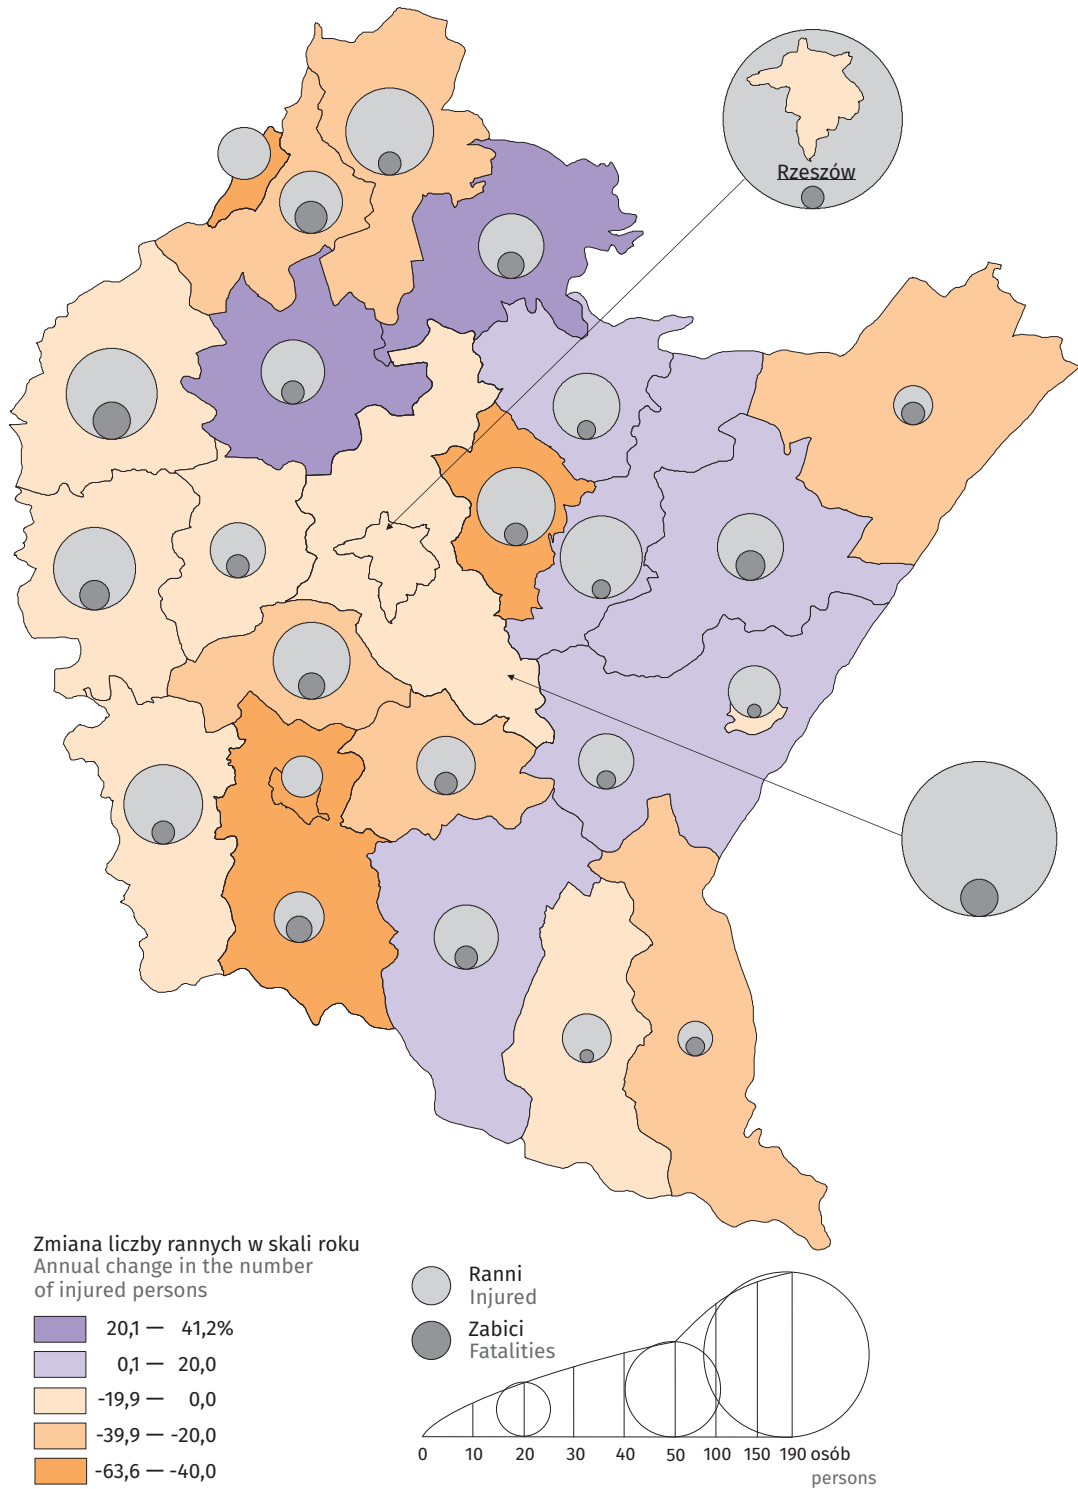 Rzeszów
Zmiana liczby rannych w skali roku
Annual change in the number
of injured persons
20,1 — 41,2%
0,1 — 20,0
-19,9 — 0,0
-39,9 — -20,0
-63,6 — -40,0
Ranni
Injured
Zabici
Fatalities
0 10 20 30 40 50 100 150 190 osób
persons